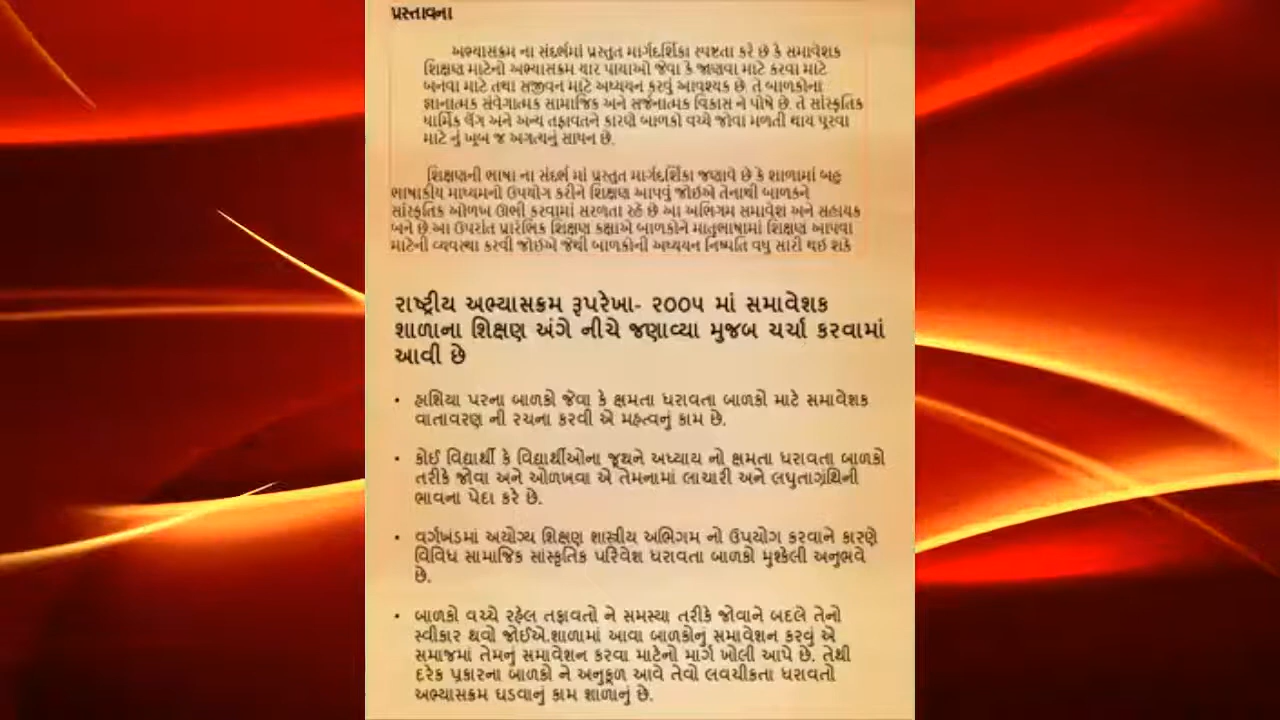 પ્રસ્તાવના
અભ્યાસક્રમ ના સંદર્ભમાં પ્રસ્તુત માર્ગદર્શિકા સ્પષ્ટતા કરે છે કે સમાવેશક
શિક્ષણ માટેનો અભ્યાસક્રમ ચાર પાયાઓ જેવા કે જાણવા માટે કરવા માટે
બનવા માટે તથા સજીવન માટે અધ્યયન કરવું આવશ્યક છે. તે બાળકોના
જ્ઞાનાત્મક સંવેગાત્મક સામાજિક અને સર્જનાત્મક વિકાસ ને પોષે છે. તે સાંસ્કૃતિક
ધાર્મિક લૈંગ અને અન્ય તફાવતને કારણે બાળકો વચ્ચે જોવા મળતી થાય પૂરવા
માટે નું ખૂબ જ અગત્યનું સાધન છે.
શિક્ષણની ભાષા ના સંદર્ભ માં પ્રસ્તુત માર્ગદર્શિકા જણાવે છે કે શાળામાં બહુ
ભાષાકીય માધ્યમનો ઉપયોગ કરીને શિક્ષણ આપવું જોઈએ તેનાથી બાળકને
સાંસ્કૃતિક ઓળખ ઊભી કરવામાં સરળતા રહે છે આ અભિગમ સમાવેશ અને સહાયક
બને છે આ ઉપરાંત પ્રારંભિક શિક્ષણ કક્ષાએ બાળકોને માતૃભાષામાં શિક્ષણ આપવા
માટેની વ્યવસ્થા કરવી જોઈએ જેથી બાળકોની અધ્યયન નિષ્પતિ વધુ સારી થઈ શકે
રાષ્ટ્રીય અભ્યાસક્રમ રૂપરેખા- ૨૦૦૫ માં સમાવેશક
શાળાના શિક્ષણ અંગે નીચે જણાવ્યા મુજબ ચર્ચા કરવામાં
આવી છે
• હાશિયા પરના બાળકો જેવા કે ક્ષમતા ધરાવતા બાળકો માટે સમાવેશક
વાતાવરણ ની રચના કરવી એ મહત્વનું કામ છે.
• કોઈ વિદ્યાર્થી કે વિદ્યાર્થીઓના જૂથને અધ્યાય નો ક્ષમતા ધરાવતા બાળકો
તરીકે જોવા અને ઓળખવા એ તેમનામાં લાચારી અને લઘુતાગ્રંથિની
ભાવના પેદા કરે છે.
• વર્ગખંડમાં અયોગ્ય શિક્ષણ શાસ્ત્રીય અભિગમ નો ઉપયોગ કરવાને કારણે
વિવિધ સામાજિક સાંસ્કૃતિક પરિવેશ ધરાવતા બાળકો મુશ્કેલી અનુભવે
છે.
• બાળકો વચ્ચે રહેલ તફાવતો ને સમસ્યા તરીકે જોવાને બદલે તેનો
સ્વીકાર થવો જોઈએ.શાળામાં આવા બાળકોનું સમાવેશન કરવું એ
સમાજમાં તેમનું સમાવેશન કરવા માટેનો માર્ગ ખોલી આપે છે. તેથી
દરેક પ્રકારના બાળકો ને અનુકૂળ આવે તેવો લવચીકતા ધરાવતો
અભ્યાસક્રમ ઘડવાનું કામ શાળાનું છે.